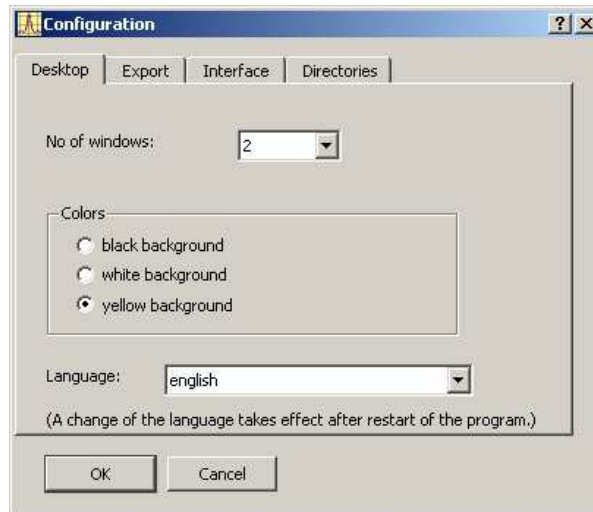 Configuration
Desktop Export Interface Directories
No of windows: 2
Colors
black background
white background
yellow background
Language: english
(A change of the language takes effect after restart of the program.)
OK Cancel